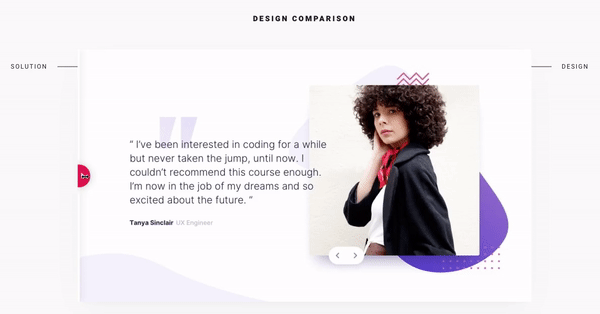 DESIGN COMPARISON
SOLUTION
DESIGN
“ I've been interested in coding for a while
but never taken the jump, until now. I
couldn't recommend this course enough.
I'm now in the job of my dreams and so
excited about the future. ”
Tanya Sinclair UX Engineer